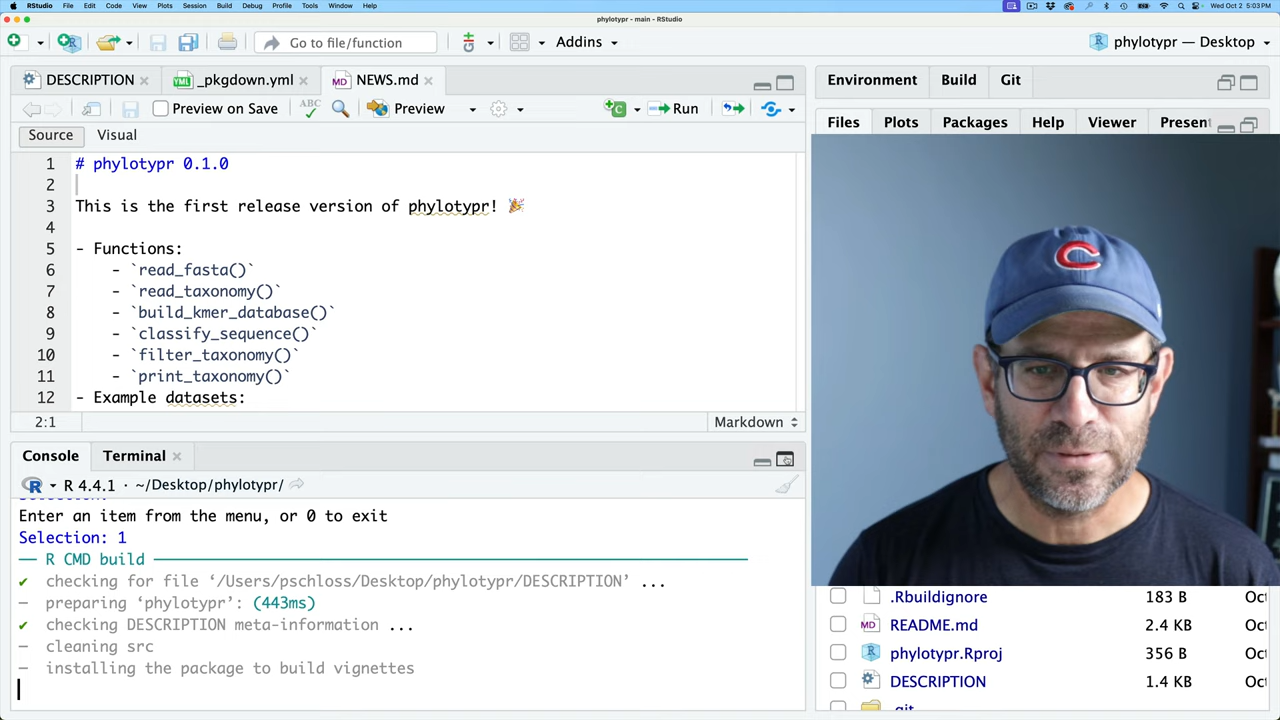 RStudio File Edit Code View Plots Session Build Debug Profile Tools Window Help Wed Oct 2 5:03 PM
phylotypr - main - RStudio
Go to file/function Addins phylotypr — Desktop
DESCRIPTION _pkgdown.yml NEWS.md
Environment Build Git
Preview on Save ABC Preview Run
Files Plots Packages Help Viewer Present
Source Visual
1 # phylotypr 0.1.0
2
3 This is the first release version of phylotypr! 🎉
4
5 - Functions:
6 - `read_fasta()`
7 - `read_taxonomy()`
8 - `build_kmer_database()`
9 - `classify_sequence()`
10 - `filter_taxonomy()`
11 - `print_taxonomy()`
12 - Example datasets:
2:1 Markdown
Console Terminal
R 4.4.1 · ~/Desktop/phylotypr/
Selection:
Enter an item from the menu, or 0 to exit
Selection: 1
── R CMD build ──
✔ checking for file ‘/Users/pschloss/Desktop/phylotypr/DESCRIPTION’ ...
─ preparing ‘phylotypr’: (443ms)
✔ checking DESCRIPTION meta-information ...
─ cleaning src
─ installing the package to build vignettes
C
.Rbuildignore 183 B Oct
README.md 2.4 KB Oct
phylotypr.Rproj 356 B Oct
DESCRIPTION 1.4 KB Oct
.git